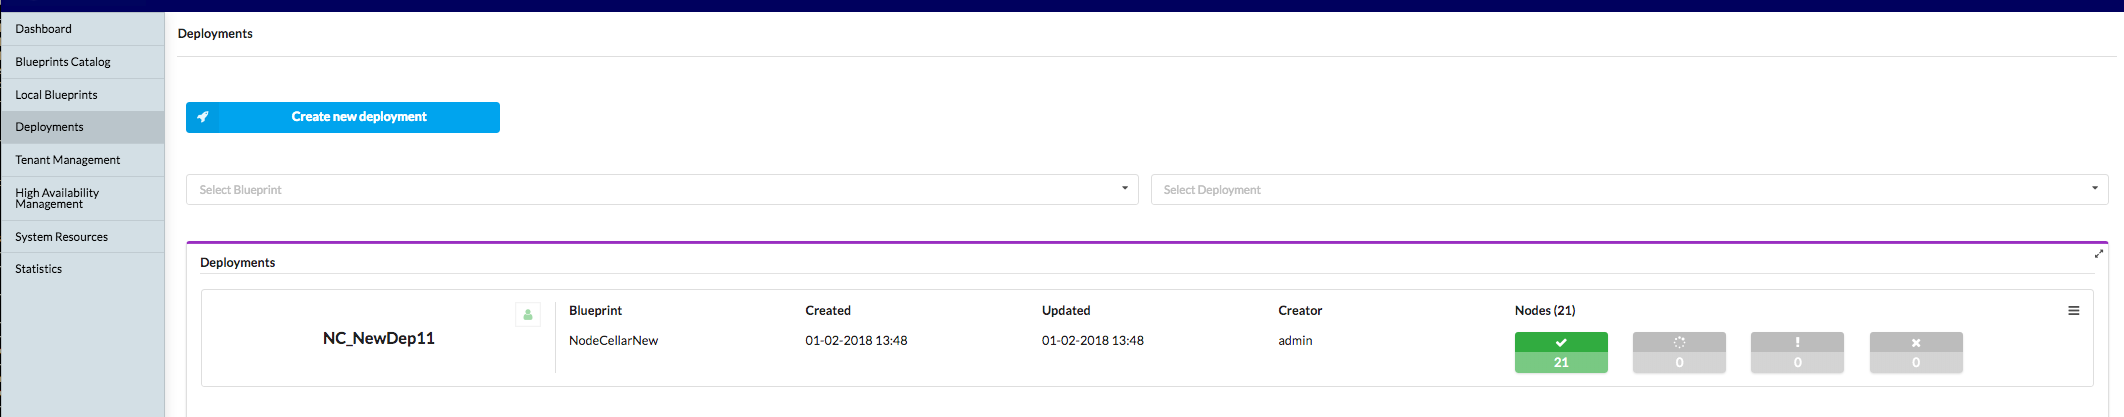 Dashboard
Blueprints Catalog
Local Blueprints
Deployments
Tenant Management
High Availability
Management
System Resources
Statistics
Deployments
Create new deployment
Select Blueprint
Select Deployment
Deployments
NC_NewDep11
Blueprint
NodeCellarNew
Created
01-02-2018 13:48
Updated
01-02-2018 13:48
Creator
admin
Nodes (21)
21
0
0
0